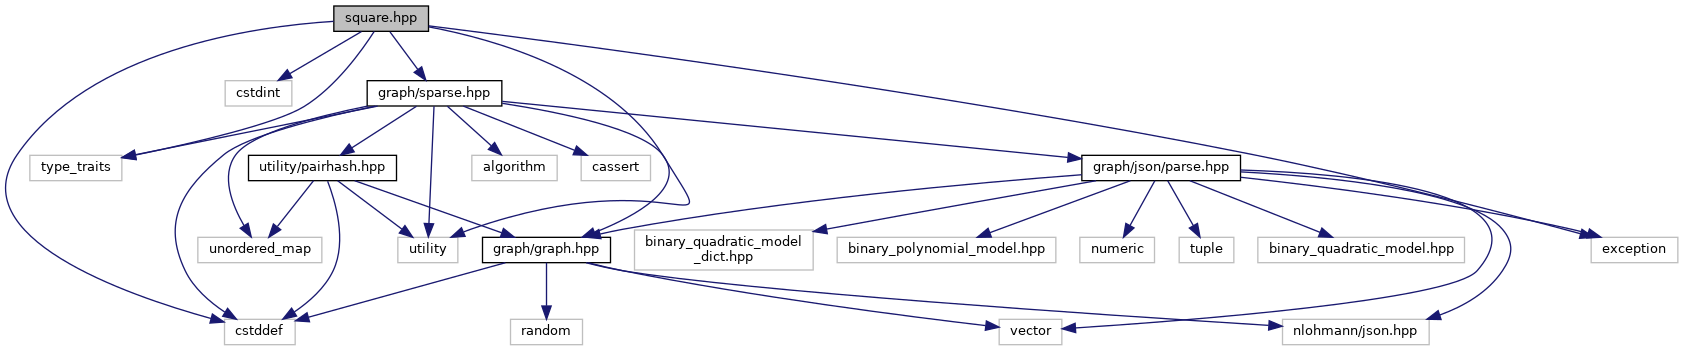 square.hpp
cstdint
graph/sparse.hpp
type_traits
utility/pairhash.hpp
algorithm
cassert
graph/json/parse.hpp
unordered_map
utility
graph/graph.hpp
binary_quadratic_model
_dict.hpp
binary_polynomial_model.hpp
numeric
tuple
binary_quadratic_model.hpp
exception
cstddef
random
vector
nlohmann/json.hpp